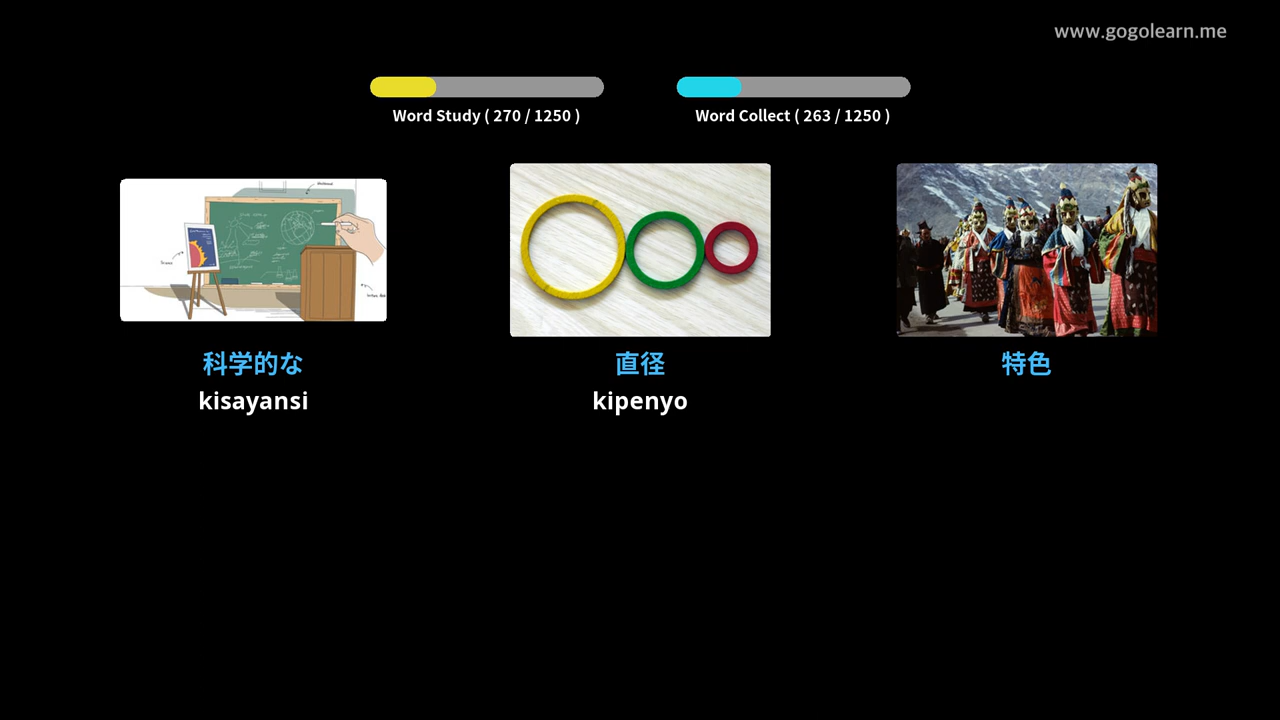 www.gogolearn.me
Word Study ( 270 / 1250 )
Word Collect ( 263 / 1250 )
科学的な
kisayansi
直径
kipenyo
特色